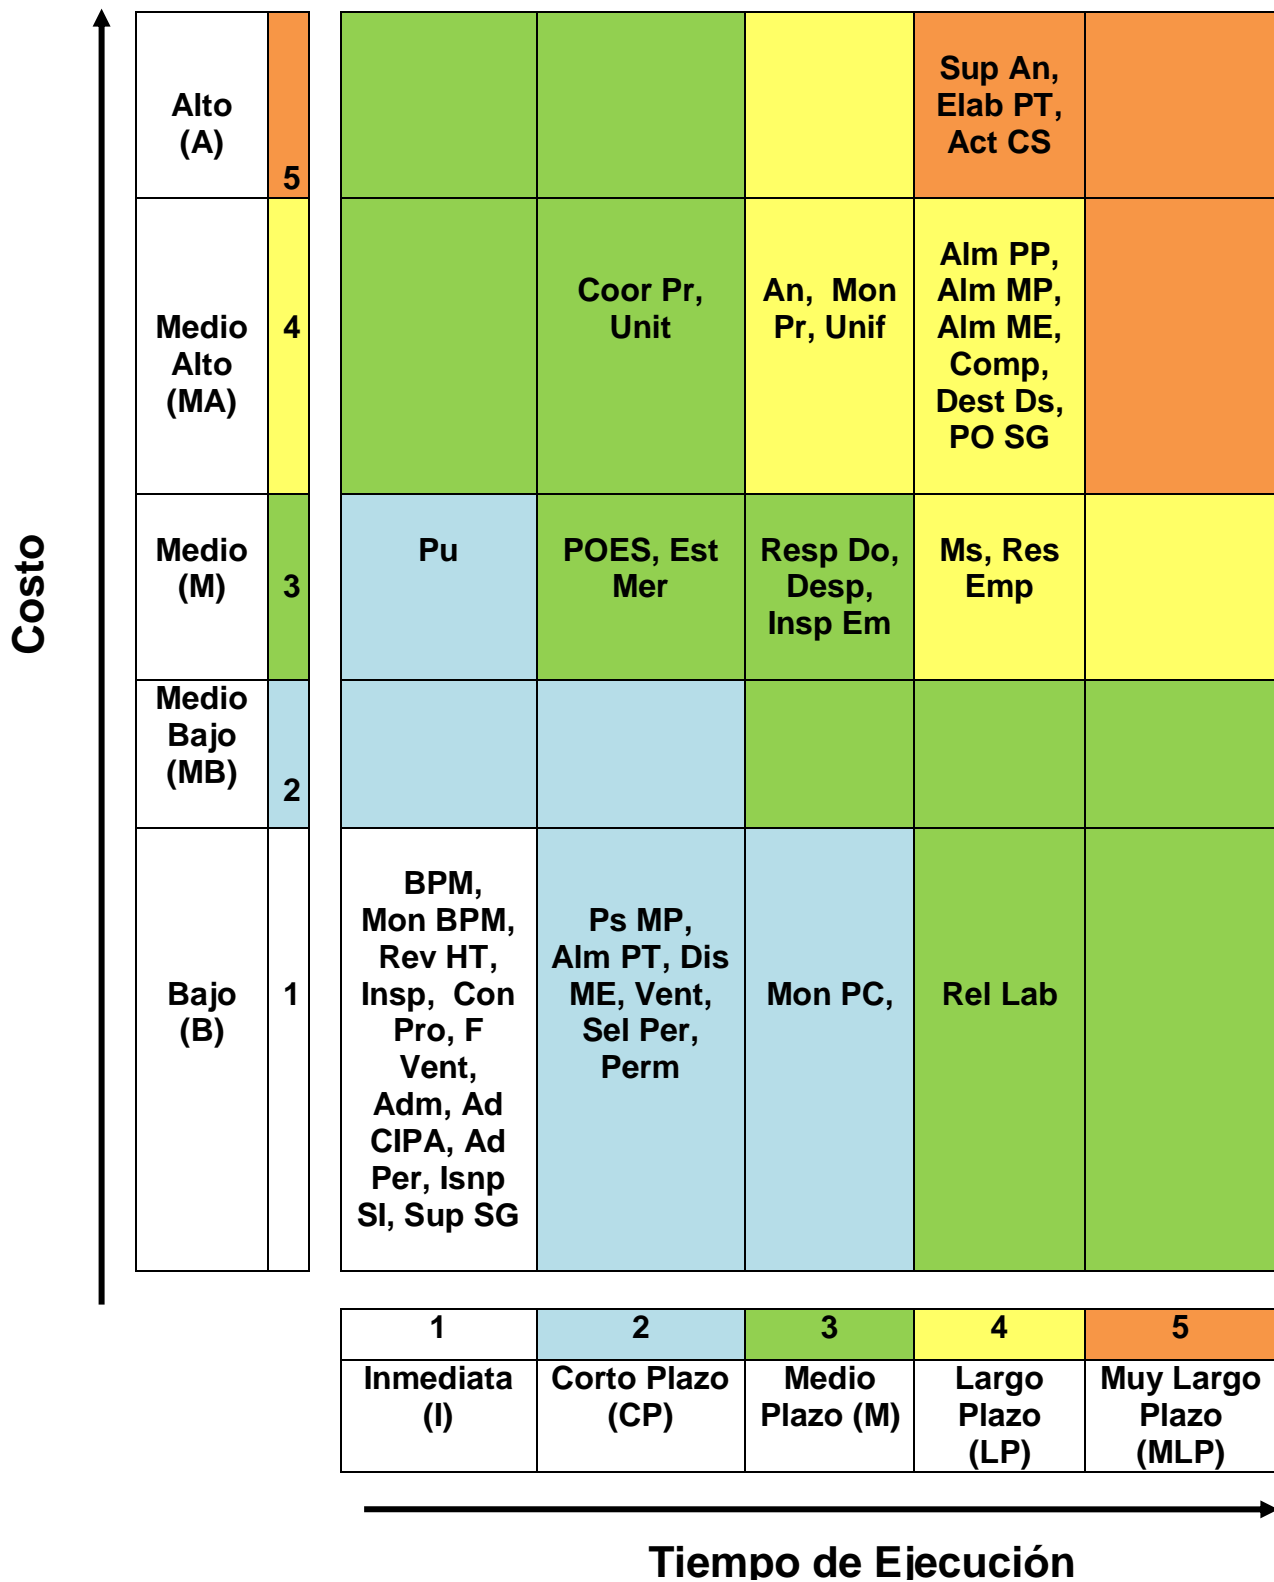 Costo
Alto
(A)
5
Sup An,
Elab PT,
Act CS
Medio
Alto
(MA)
4
Coor Pr,
Unit
An,  Mon
Pr, Unif
Alm PP,
Alm MP,
Alm ME,
Comp,
Dest Ds,
PO SG
Medio
(M)
3
Pu
POES, Est
Mer
Resp Do,
Desp,
Insp Em
Ms, Res
Emp
Medio
Bajo
(MB)
2
Bajo
(B)
1
BPM,
Mon BPM,
Rev HT,
Insp,  Con
Pro, F
Vent,
Adm, Ad
CIPA, Ad
Per, Isnp
SI, Sup SG
Ps MP,
Alm PT, Dis
ME, Vent,
Sel Per,
Perm
Mon PC,
Rel Lab
1
2
3
4
5
Inmediata
(I)
Corto Plazo
(CP)
Medio
Plazo (M)
Largo
Plazo
(LP)
Muy Largo
Plazo
(MLP)
Tiempo de Ejecución